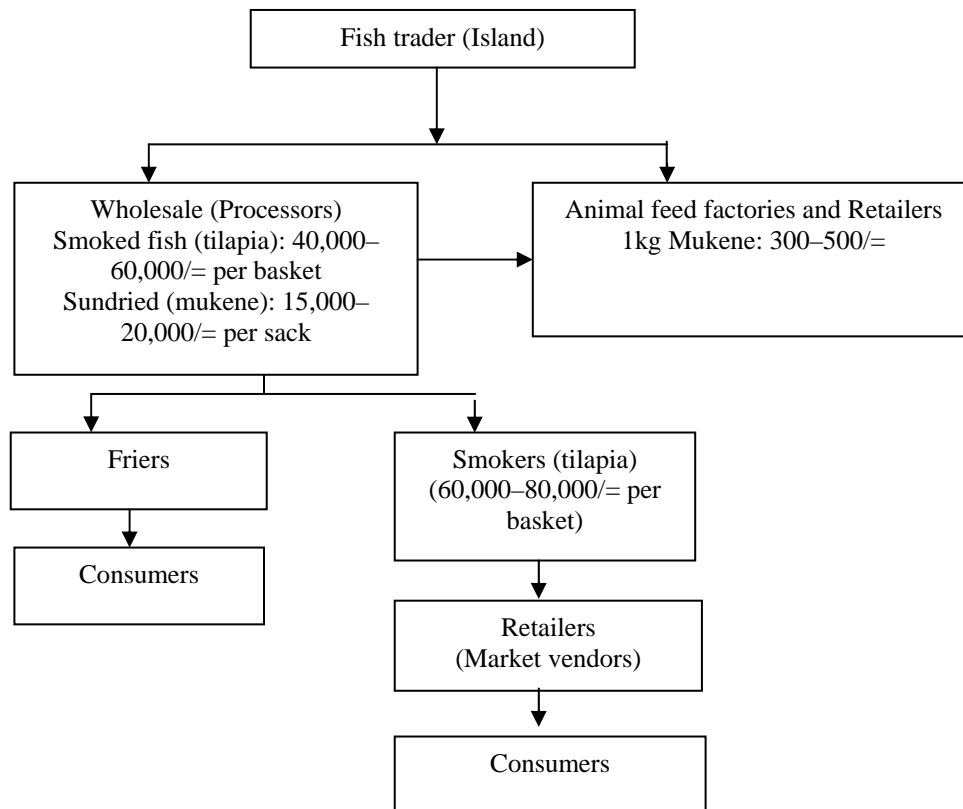 Fish trader (Island)
Wholesale (Processors)
Smoked fish (tilapia): 40,000–
60,000/= per basket
Sundried (mukene): 15,000–
20,000/= per sack
Animal feed factories and Retailers
1kg Mukene: 300–500/=
Friers
Consumers
Smokers (tilapia)
(60,000–80,000/= per
basket)
Retailers
(Market vendors)
Consumers